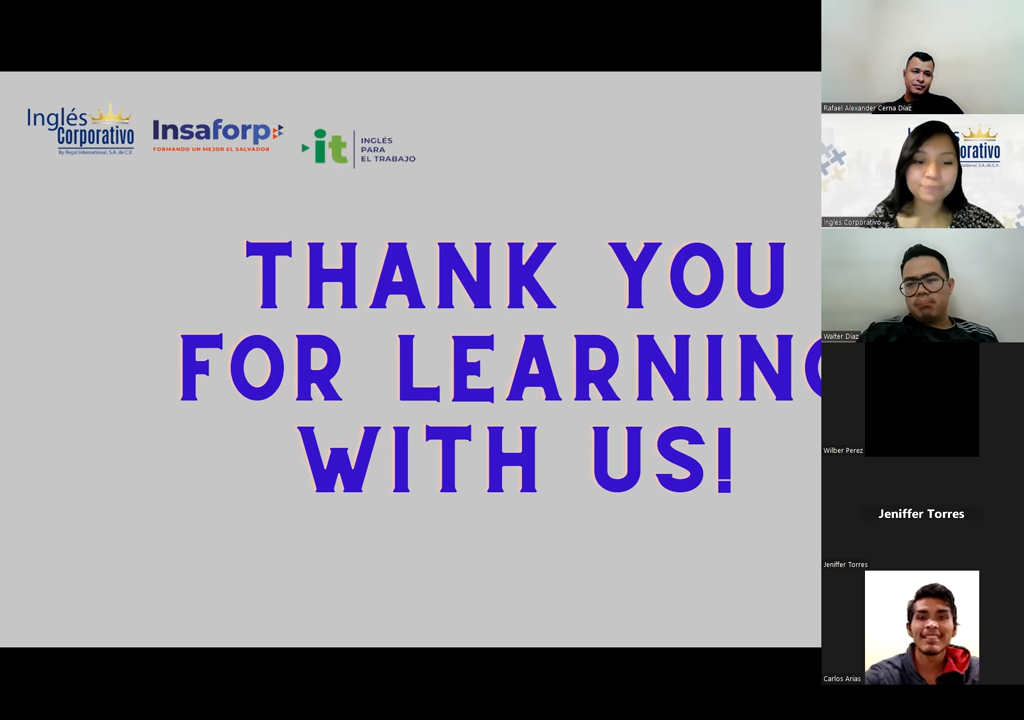 Inglés
Corporativo
By Regal International, S.A. de C.V.
Insaforp
FORMANDO UN MEJOR EL SALVADOR
it
INGLÉS
PARA
EL TRABAJO
THANK YOU
FOR LEARNING
WITH US!
Rafael Alexander Cerna Díaz
orativo
Ingles Corporativo
Walter Diaz
Wilber Perez
Jeniffer Torres
Jeniffer Torres
Carlos Arias